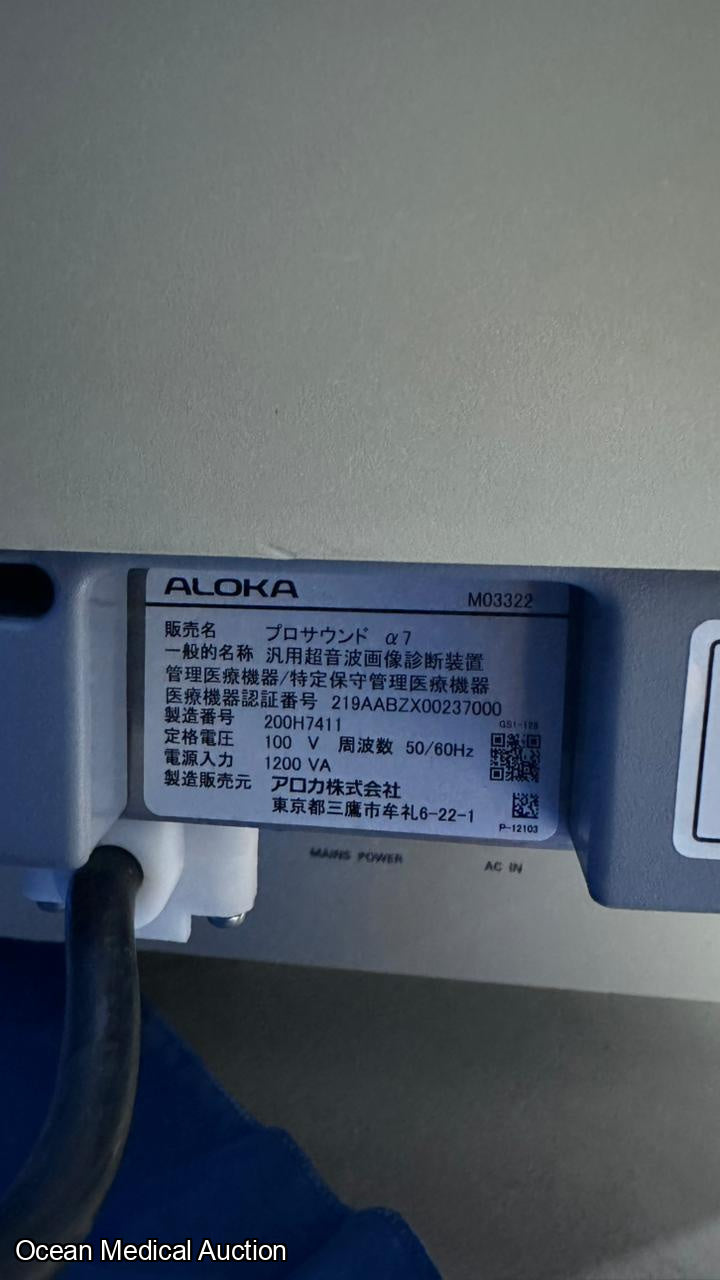 ALOKA M03322
販売名 プロサウンド α7
一般的名称 汎用超音波画像診断装置
管理医療機器/特定保守管理医療機器
医療機器認証番号 219AABZX00237000
製造番号 200H7411
GS1-128
定格電圧 100 V 周波数 50/60Hz
電源入力 1200 VA
製造販売元 アロカ株式会社
東京都三鷹市牟礼6-22-1
P-12103
MAINS POWER AC IN
Ocean Medical Auction